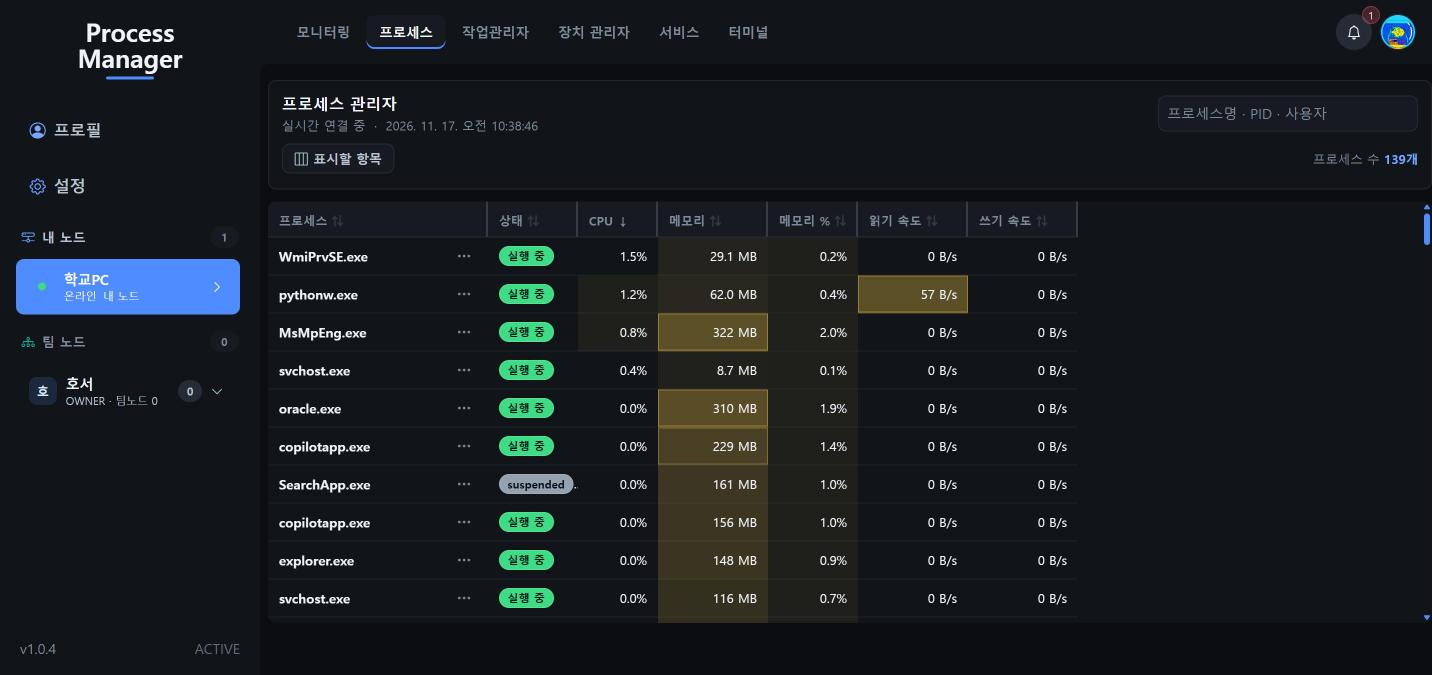 Process
Manager
모니터링 프로세스 작업관리자 장치 관리자 서비스 터미널
1
프로필
설정
내 노드 1
학교PC
온라인 내 노드
팀 노드 0
호 호서 0
OWNER · 팀노드 0
v1.0.4 ACTIVE
프로세스 관리자
실시간 연결 중 · 2026. 11. 17. 오전 10:38:46
프로세스명 · PID · 사용자
표시할 항목
프로세스 수 139개
프로세스 상태 CPU ↓ 메모리 메모리 % 읽기 속도 쓰기 속도
WmiPrvSE.exe ··· 실행 중 1.5% 29.1 MB 0.2% 0 B/s 0 B/s
pythonw.exe ··· 실행 중 1.2% 62.0 MB 0.4% 57 B/s 0 B/s
MsMpEng.exe ··· 실행 중 0.8% 322 MB 2.0% 0 B/s 0 B/s
svchost.exe ··· 실행 중 0.4% 8.7 MB 0.1% 0 B/s 0 B/s
oracle.exe ··· 실행 중 0.0% 310 MB 1.9% 0 B/s 0 B/s
copilotapp.exe ··· 실행 중 0.0% 229 MB 1.4% 0 B/s 0 B/s
SearchApp.exe ··· suspended 0.0% 161 MB 1.0% 0 B/s 0 B/s
copilotapp.exe ··· 실행 중 0.0% 156 MB 1.0% 0 B/s 0 B/s
explorer.exe ··· 실행 중 0.0% 148 MB 0.9% 0 B/s 0 B/s
svchost.exe ··· 실행 중 0.0% 116 MB 0.7% 0 B/s 0 B/s